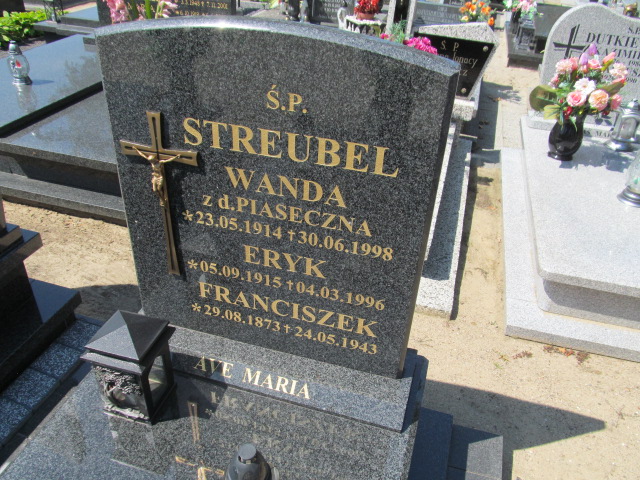 Ś.P.
STREUBEL
WANDA
z d.PIASECZNA
*23.05.1914 †30.06.1998
ERYK
*05.09.1915 †04.03.1996
FRANCISZEK
*29.08.1873 †24.05.1943
AVE MARIA
Ś.P.